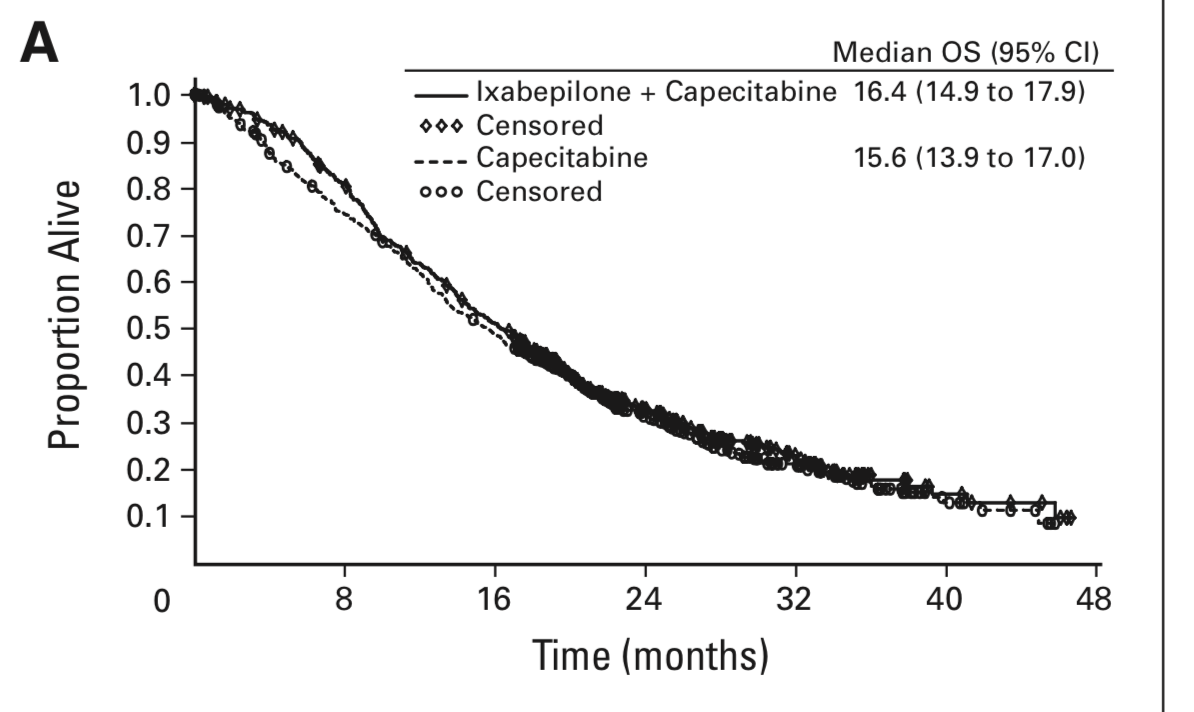 A
Median OS (95% CI)
Ixabepilone + Capecitabine 16.4 (14.9 to 17.9)
Censored
Capecitabine 15.6 (13.9 to 17.0)
Censored
Proportion Alive
1.0
0.9
0.8
0.7
0.6
0.5
0.4
0.3
0.2
0.1
0 8 16 24 32 40 48
Time (months)